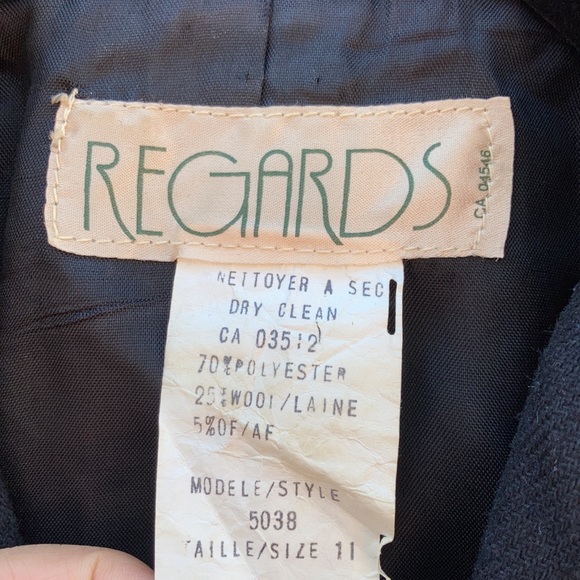 REGARDS
CA 04546
NETTOYER A SEC
DRY CLEAN
CA 03512
70%POLYESTER
25%WOOL/LAINE
5%OF/AF
MODELE/STYLE
5038
TAILLE/SIZE 11